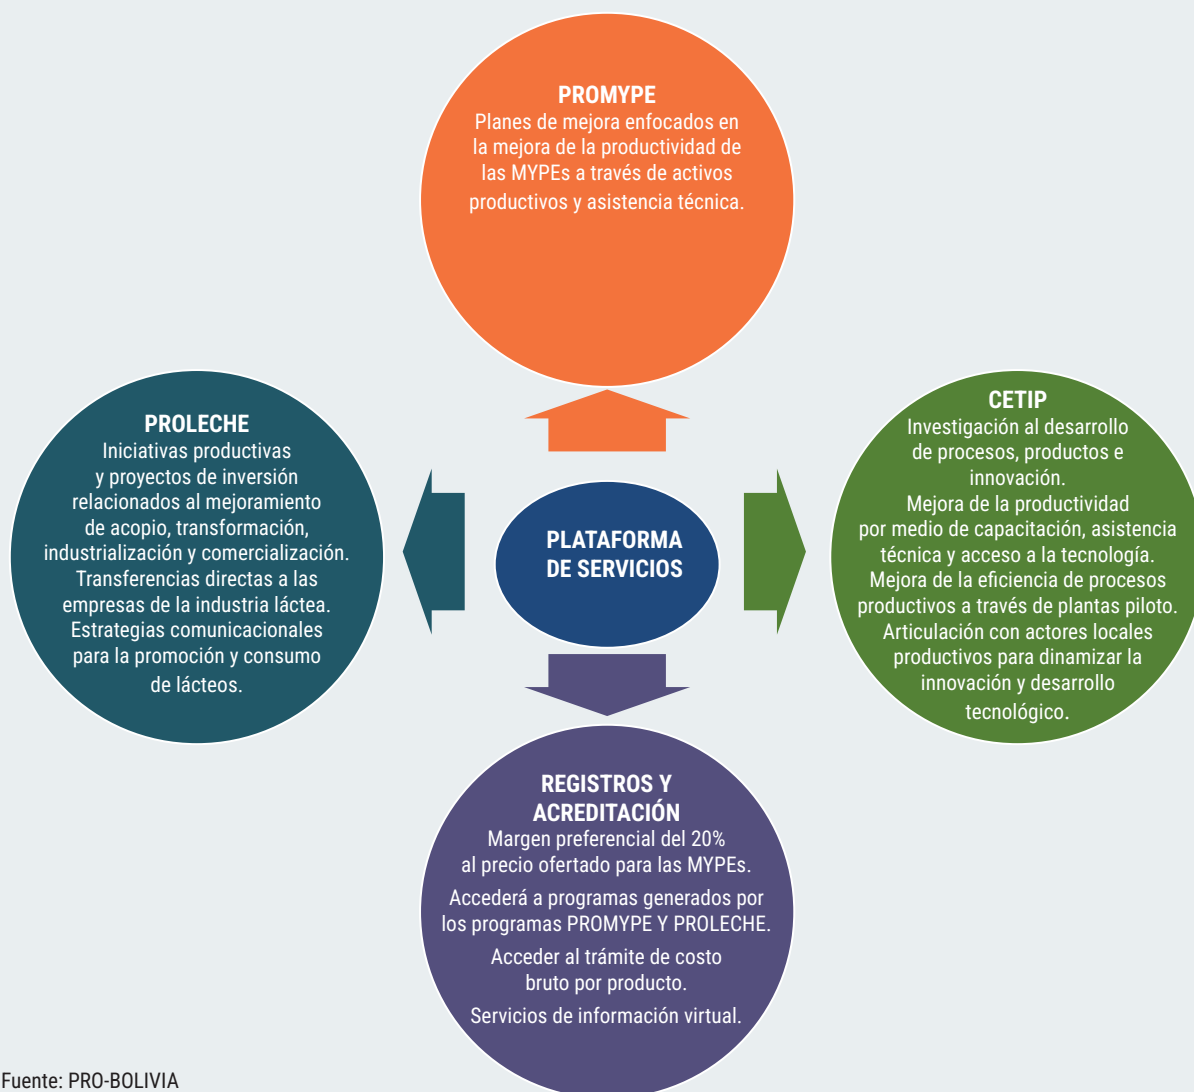 PROMYPE
Planes de mejora enfocados en
la mejora de la productividad de
las MYPEs a través de activos
productivos y asistencia técnica.
PROLECHE
Iniciativas productivas
y proyectos de inversión
relacionados al mejoramiento
de acopio, transformación,
industrialización y comercialización.
Transferencias directas a las
empresas de la industria láctea.
Estrategias comunicacionales
para la promoción y consumo
de lácteos.
PLATAFORMA
DE SERVICIOS
CETIP
Investigación al desarrollo
de procesos, productos e
innovación.
Mejora de la productividad
por medio de capacitación, asistencia
técnica y acceso a la tecnología.
Mejora de la eficiencia de procesos
productivos a través de plantas piloto.
Articulación con actores locales
productivos para dinamizar la
innovación y desarrollo
tecnológico.
REGISTROS Y
ACREDITACIÓN
Margen preferencial del 20%
al precio ofertado para las MYPEs.
Accederá a programas generados por
los programas PROMYPE Y PROLECHE.
Acceder al trámite de costo
bruto por producto.
Servicios de información virtual.
Fuente: PRO-BOLIVIA